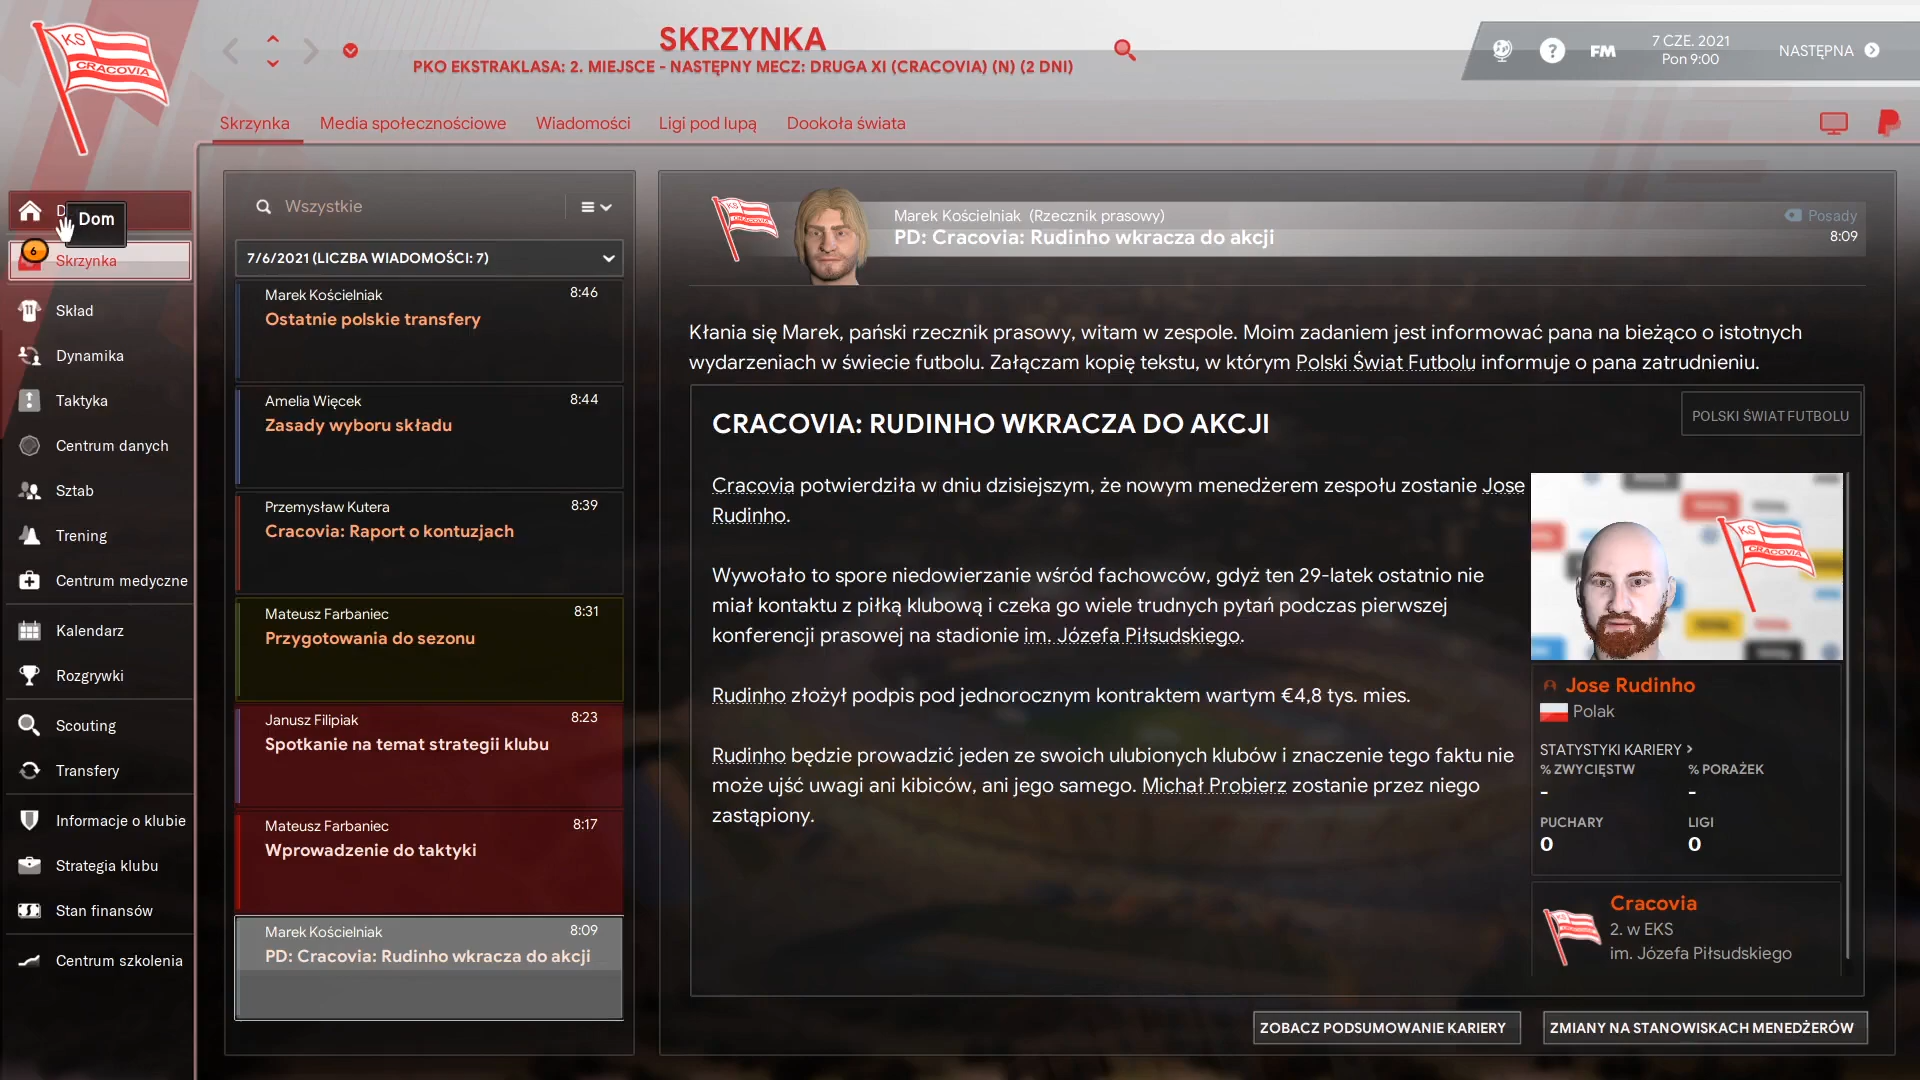 KS
CRACOVIA
SKRZYNKA
PKO EKSTRAKLASA: 2. MIEJSCE - NASTĘPNY MECZ: DRUGA XI (CRACOVIA) (N) (2 DNI)
?
FM
7 CZE. 2021
Pon 9:00
NASTĘPNA
Skrzynka
Media społecznościowe
Wiadomości
Ligi pod lupą
Dookoła świata
D
Dom
6
Skrzynka
11
Skład
Dynamika
Taktyka
Centrum danych
Sztab
Trening
Centrum medyczne
Kalendarz
Rozgrywki
Scouting
Transfery
Informacje o klubie
Strategia klubu
Stan finansów
Centrum szkolenia
Wszystkie
7/6/2021 (LICZBA WIADOMOŚCI: 7)
Marek Kościelniak 8:46
Ostatnie polskie transfery
Amelia Więcek 8:44
Zasady wyboru składu
Przemysław Kutera 8:39
Cracovia: Raport o kontuzjach
Mateusz Farbaniec 8:31
Przygotowania do sezonu
Janusz Filipiak 8:23
Spotkanie na temat strategii klubu
Mateusz Farbaniec 8:17
Wprowadzenie do taktyki
Marek Kościelniak 8:09
PD: Cracovia: Rudinho wkracza do akcji
KS
CRACOVIA
Marek Kościelniak (Rzecznik prasowy)
PD: Cracovia: Rudinho wkracza do akcji
Posady
8:09
Kłania się Marek, pański rzecznik prasowy, witam w zespole. Moim zadaniem jest informować pana na bieżąco o istotnych
wydarzeniach w świecie futbolu. Załączam kopię tekstu, w którym Polski Świat Futbolu informuje o pana zatrudnieniu.
CRACOVIA: RUDINHO WKRACZA DO AKCJI
POLSKI ŚWIAT FUTBOLU
Cracovia potwierdziła w dniu dzisiejszym, że nowym menedżerem zespołu zostanie Jose
Rudinho.
Wywołało to spore niedowierzanie wśród fachowców, gdyż ten 29-latek ostatnio nie
miał kontaktu z piłką klubową i czeka go wiele trudnych pytań podczas pierwszej
konferencji prasowej na stadionie im. Józefa Piłsudskiego.
Rudinho złożył podpis pod jednorocznym kontraktem wartym €4,8 tys. mies.
Rudinho będzie prowadzić jeden ze swoich ulubionych klubów i znaczenie tego faktu nie
może ujść uwagi ani kibiców, ani jego samego. Michał Probierz zostanie przez niego
zastąpiony.
KS
CRACOVIA
Jose Rudinho
Polak
STATYSTYKI KARIERY >
% ZWYCIĘSTW % PORAŻEK
- -
PUCHARY LIGI
0 0
KS
CRACOVIA
Cracovia
2. w EKS
im. Józefa Piłsudskiego
ZOBACZ PODSUMOWANIE KARIERY
ZMIANY NA STANOWISKACH MENEDŻERÓW